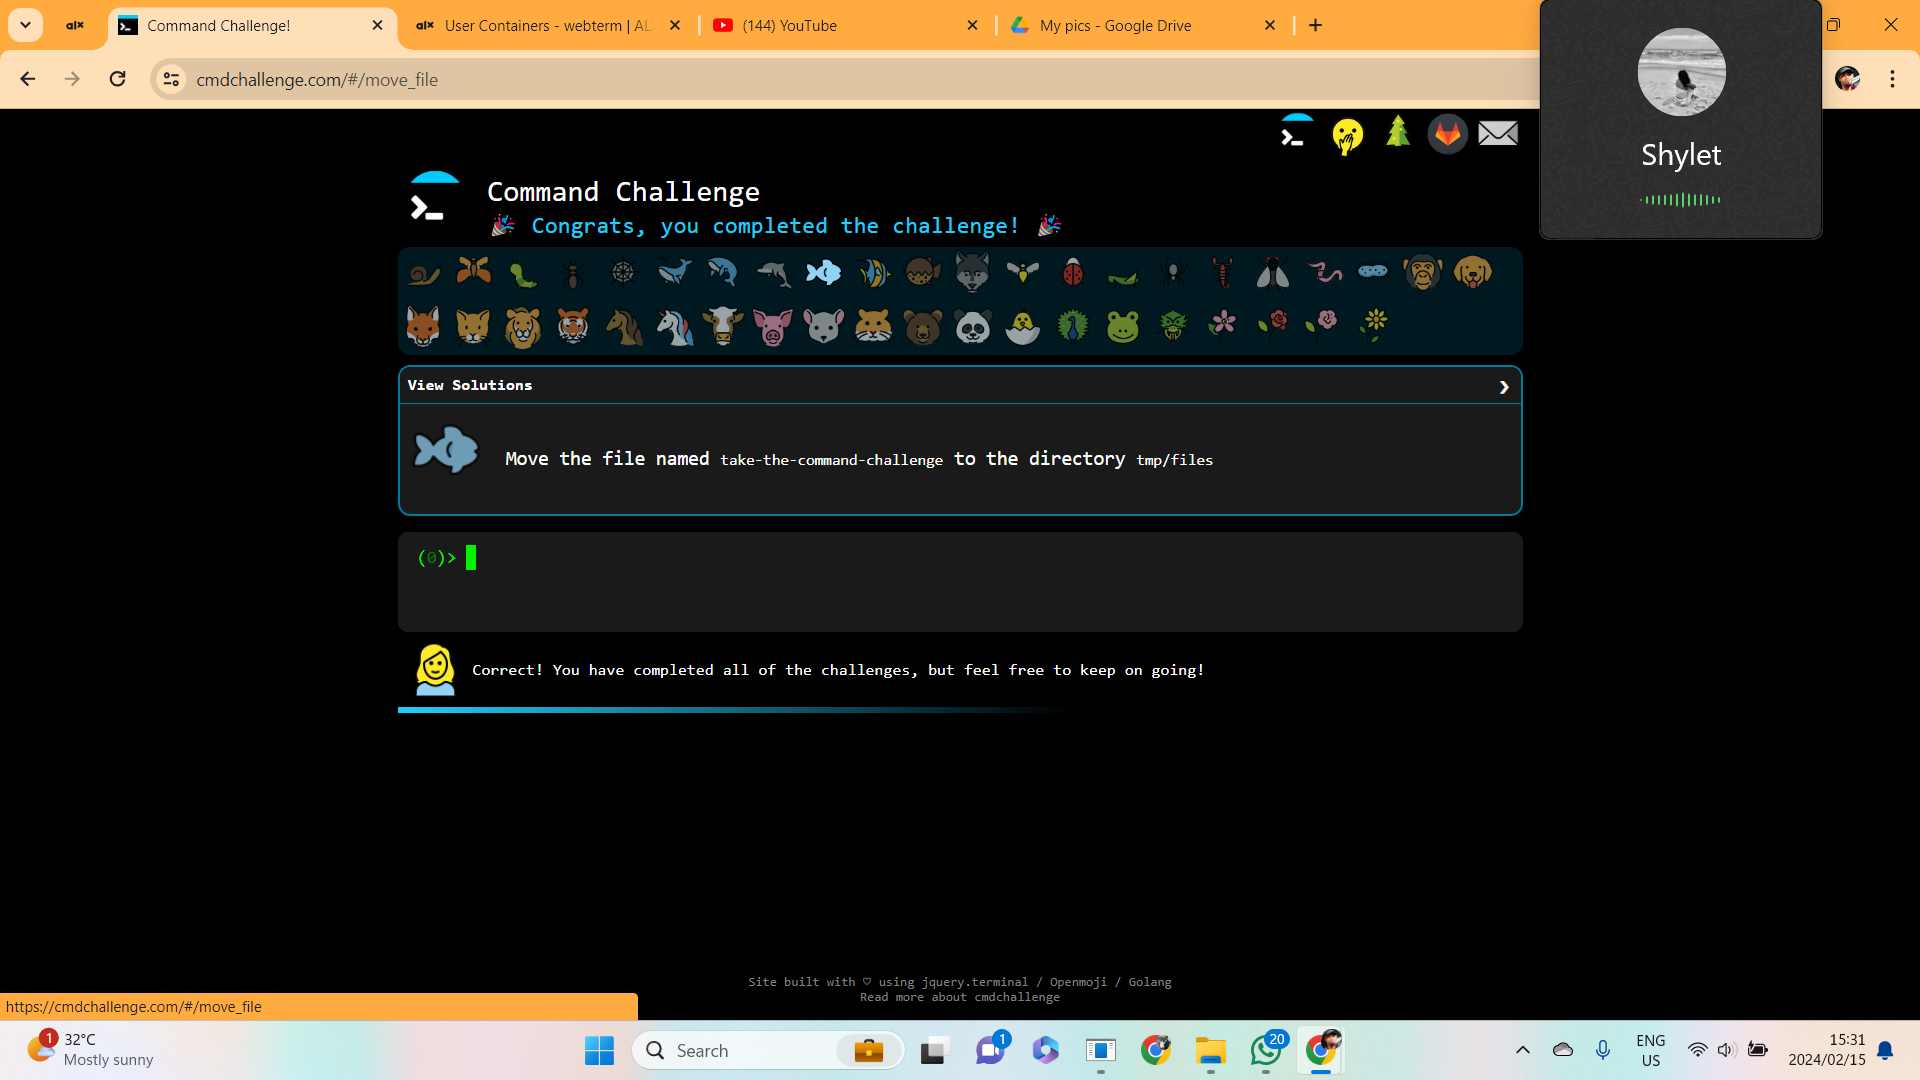 alx
Command Challenge!
alx
User Containers - webterm | AL
(144) YouTube
My pics - Google Drive
cmdchallenge.com/#/move_file
Shylet
Command Challenge
Congrats, you completed the challenge!
View Solutions
Move the file named take-the-command-challenge to the directory tmp/files
(0)>
Correct! You have completed all of the challenges, but feel free to keep on going!
Site built with ♡ using jquery.terminal / Openmoji / Golang
Read more about cmdchallenge
https://cmdchallenge.com/#/move_file
1
32°C
Mostly sunny
Search
1
20
ENG
US
15:31
2024/02/15